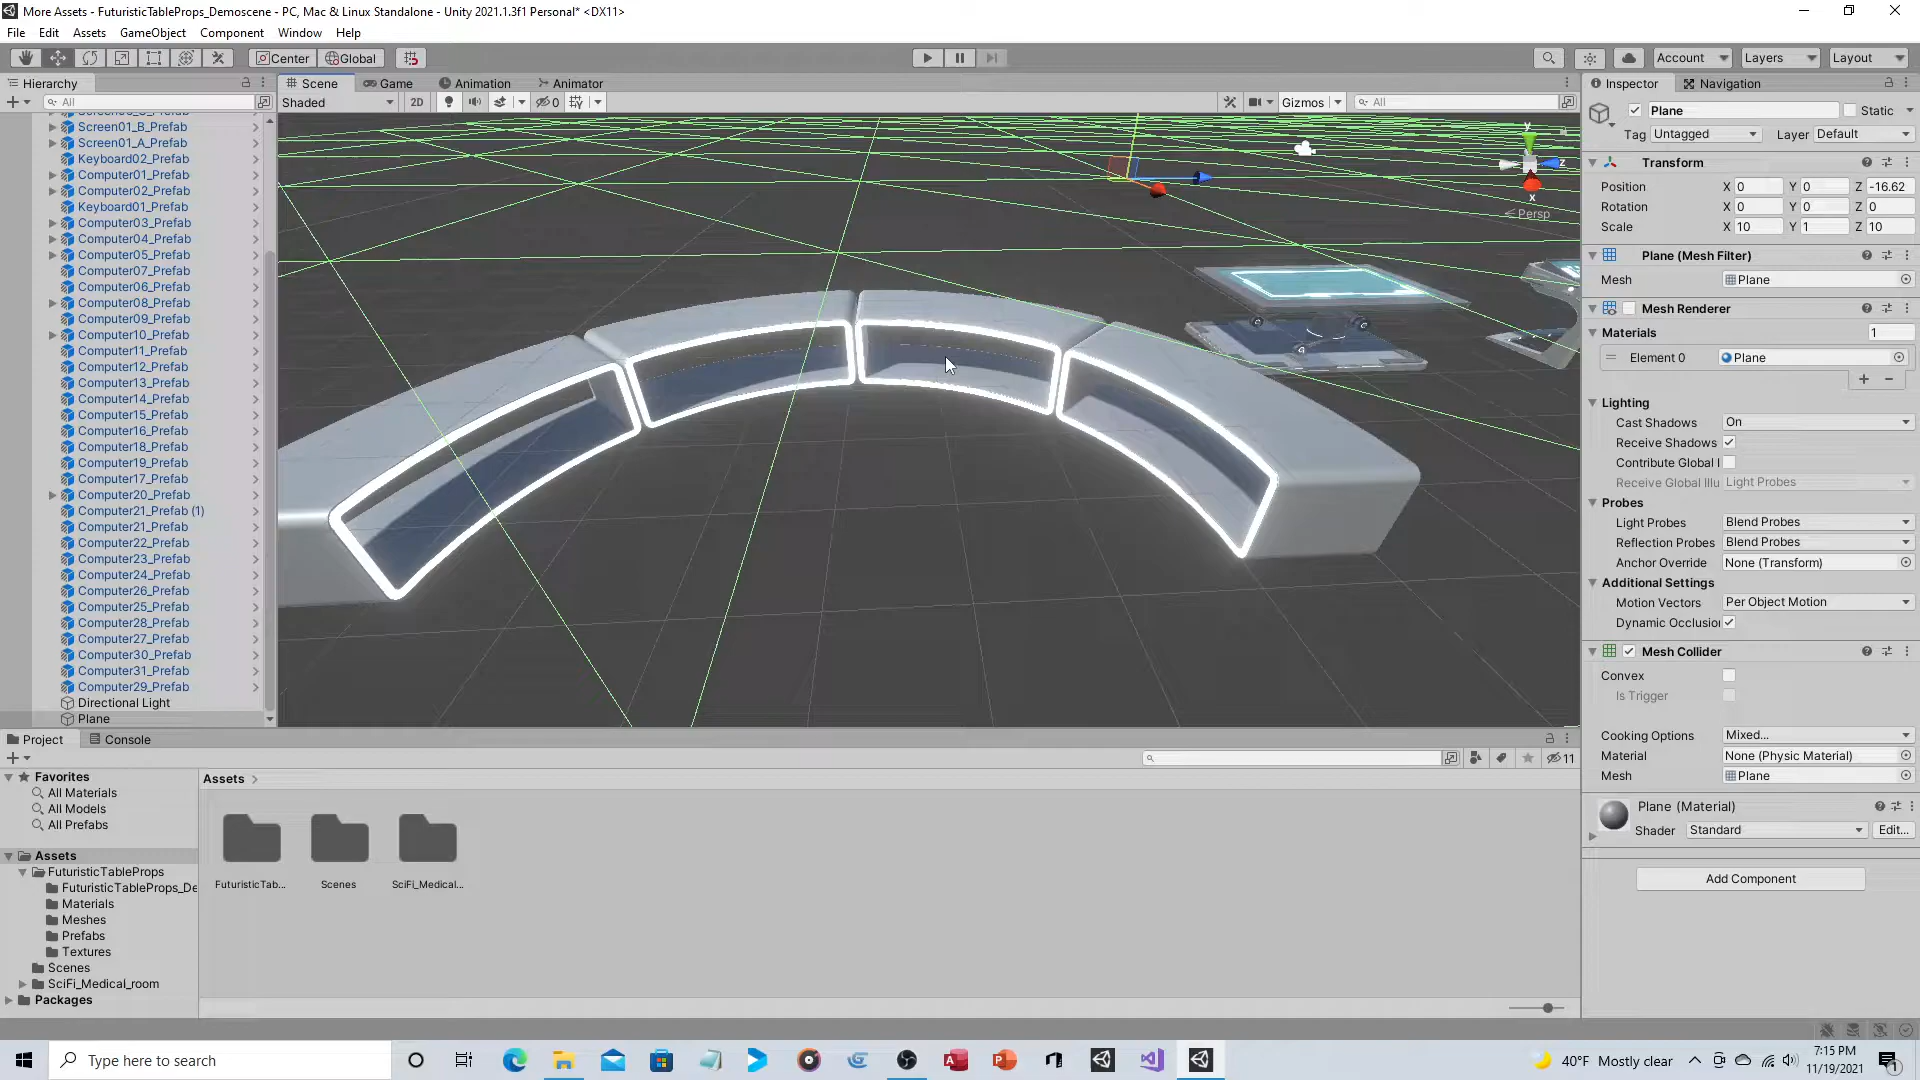 More Assets - FuturisticTableProps_Demoscene - PC, Mac & Linux Standalone - Unity 2021.1.3f1 Personal* <DX11>
File Edit Assets GameObject Component Window Help
Center Global
Account Layers Layout
Hierarchy
All
Screen01_B_Prefab
Screen01_A_Prefab
Keyboard02_Prefab
Computer01_Prefab
Computer02_Prefab
Keyboard01_Prefab
Computer03_Prefab
Computer04_Prefab
Computer05_Prefab
Computer07_Prefab
Computer06_Prefab
Computer08_Prefab
Computer09_Prefab
Computer10_Prefab
Computer11_Prefab
Computer12_Prefab
Computer13_Prefab
Computer14_Prefab
Computer15_Prefab
Computer16_Prefab
Computer18_Prefab
Computer19_Prefab
Computer17_Prefab
Computer20_Prefab
Computer21_Prefab (1)
Computer21_Prefab
Computer22_Prefab
Computer23_Prefab
Computer24_Prefab
Computer26_Prefab
Computer25_Prefab
Computer28_Prefab
Computer27_Prefab
Computer30_Prefab
Computer31_Prefab
Computer29_Prefab
Directional Light
Plane
Scene Game Animation Animator
Shaded 2D 0 Gizmos All
y
z
x
< Persp
Inspector Navigation
Plane Static
Tag Untagged Layer Default
Transform
Position X 0 Y 0 Z -16.62
Rotation X 0 Y 0 Z 0
Scale X 10 Y 1 Z 10
Plane (Mesh Filter)
Mesh Plane
Mesh Renderer
Materials 1
Element 0 Plane
Lighting
Cast Shadows On
Receive Shadows
Contribute Global I
Receive Global Illu Light Probes
Probes
Light Probes Blend Probes
Reflection Probes Blend Probes
Anchor Override None (Transform)
Additional Settings
Motion Vectors Per Object Motion
Dynamic Occlusio
Mesh Collider
Convex
Is Trigger
Cooking Options Mixed...
Material None (Physic Material)
Mesh Plane
Plane (Material)
Shader Standard Edit...
Add Component
Project Console
11
Favorites
All Materials
All Models
All Prefabs
Assets
FuturisticTableProps
FuturisticTableProps_De
Materials
Meshes
Prefabs
Textures
Scenes
SciFi_Medical_room
Packages
Assets >
FuturisticTab... Scenes SciFi_Medical...
Type here to search
40°F Mostly clear
7:15 PM
11/19/2021
1